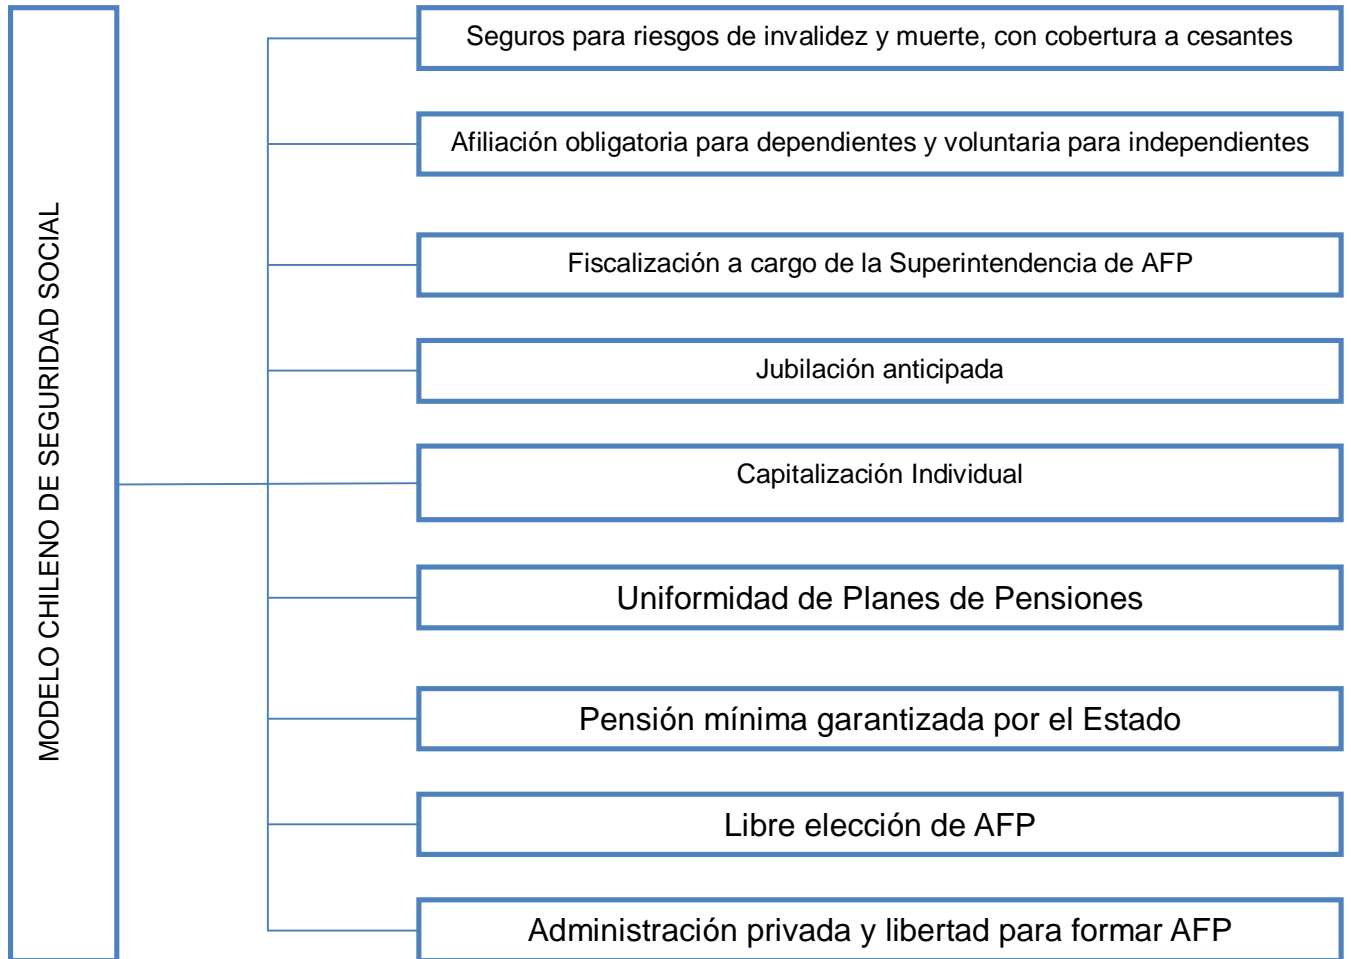 MODELO CHILENO DE SEGURIDAD SOCIAL
Seguros para riesgos de invalidez y muerte, con cobertura a cesantes
Afiliación obligatoria para dependientes y voluntaria para independientes
Fiscalización a cargo de la Superintendencia de AFP
Jubilación anticipada
Capitalización Individual
Uniformidad de Planes de Pensiones
Pensión mínima garantizada por el Estado
Libre elección de AFP
Administración privada y libertad para formar AFP